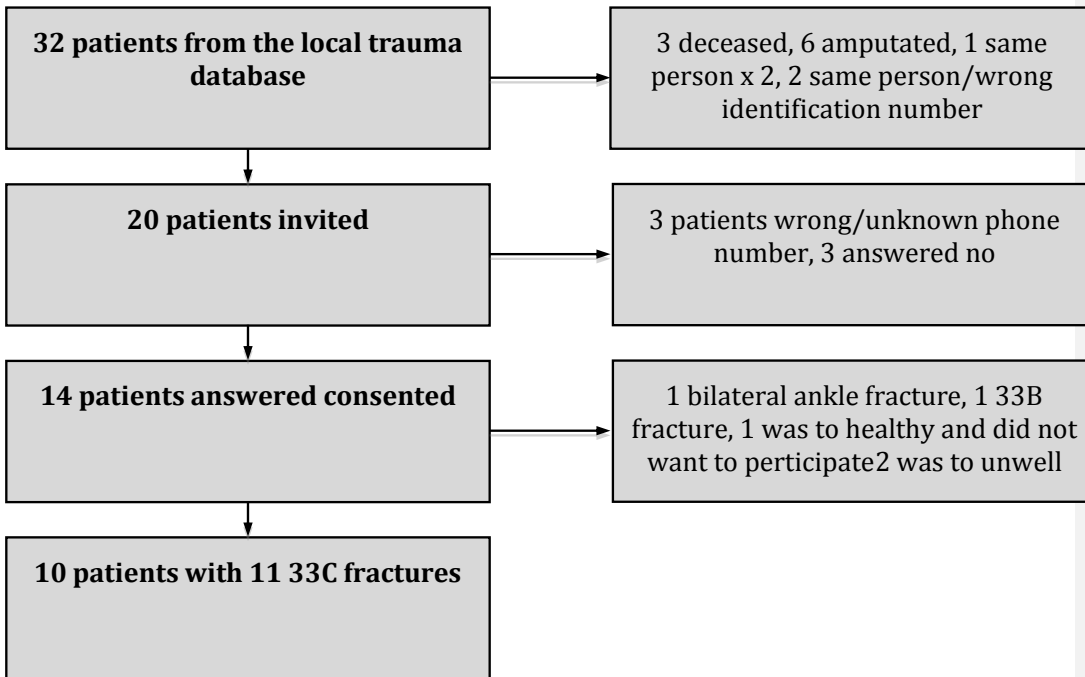 32 patients from the local trauma
database
3 deceased, 6 amputated, 1 same
person x 2, 2 same person/wrong
identification number
20 patients invited
3 patients wrong/unknown phone
number, 3 answered no
14 patients answered consented
1 bilateral ankle fracture, 1 33B
fracture, 1 was to healthy and did not
want to perticipate2 was to unwell
10 patients with 11 33C fractures